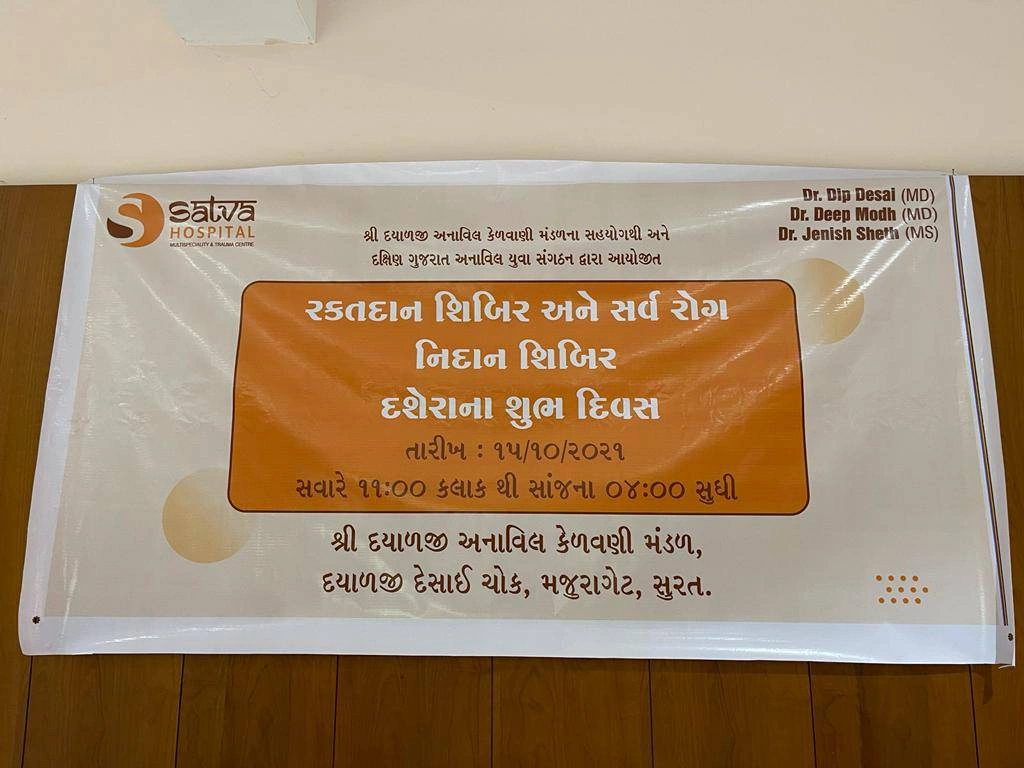 Satva
HOSPITAL
MULTISPECIALITY & TRAUMA CENTRE
Dr. Dip Desai (MD)
Dr. Deep Modh (MD)
Dr. Jenish Sheth (MS)
શ્રી દયાળજી અનાવિલ કેળવાણી મંડળના સહયોગથી અને
દક્ષિણ ગુજરાત અનાવિલ યુવા સંગઠન દ્વારા આયોજીત
રકતદાન શિબિર અને સર્વ રોગ
નિદાન શિબિર
દશેરાના શુભ દિવસ
તારીખ : ૧૫/૧૦/૨૦૨૧
સવારે ૧૧:૦૦ કલાક થી સાંજના ૦૪:૦૦ સુધી
શ્રી દયાળજી અનાવિલ કેળવણી મંડળ,
દયાળજી દેસાઈ ચોક, મજુરાગેટ, સુરત.